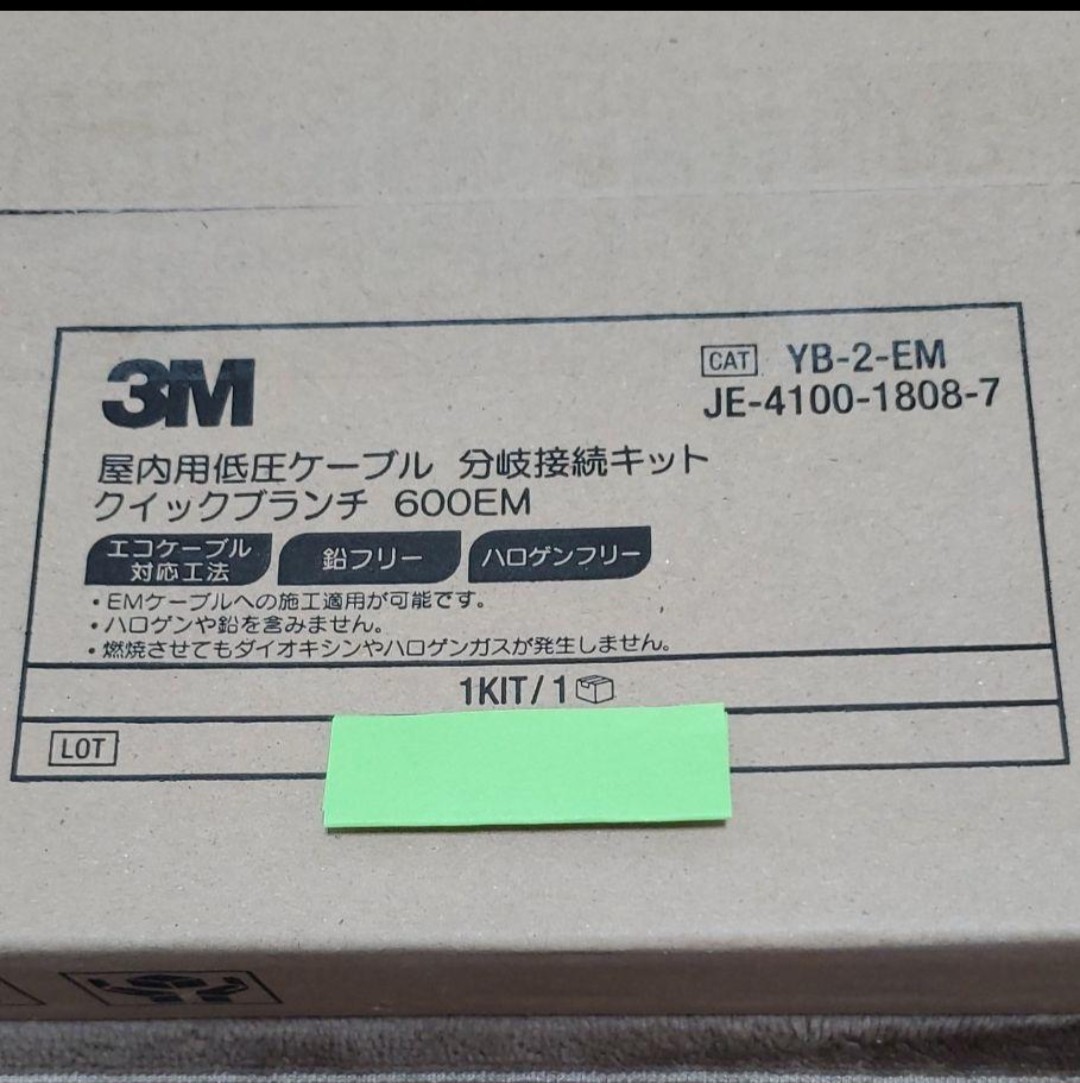 3M
CAT YB-2-EM
JE-4100-1808-7
屋内用低圧ケーブル 分岐接続キット
クイックブランチ 600EM
エコケーブル
対応工法
鉛フリー
ハロゲンフリー
・EMケーブルへの施工適用が可能です。
・ハロゲンや鉛を含みません。
・燃焼させてもダイオキシンやハロゲンガスが発生しません。
1KIT/1
LOT